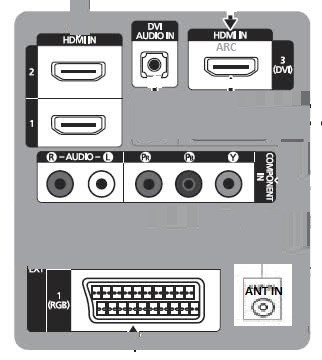 DVI
AUDIO IN
HDMI IN
HDMI IN
ARC
2
3
(DVI)
1
R - AUDIO - L
PR
PB
Y
COMPONENT
IN
EXT
1
(RGB)
ANT IN